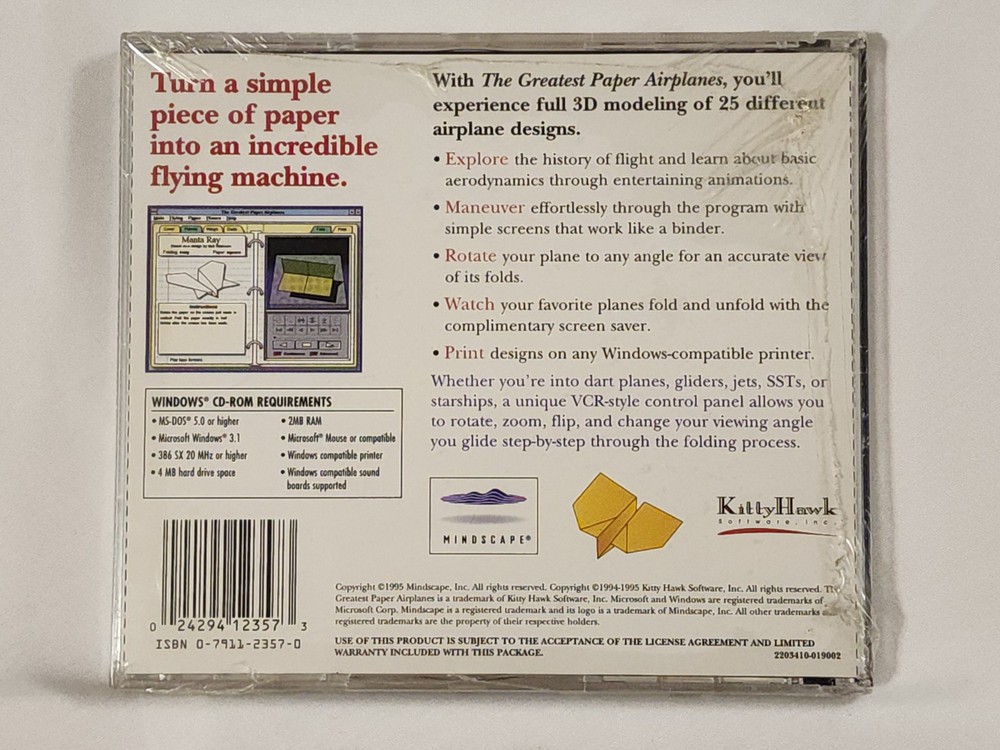 Turn a simple
piece of paper
into an incredible
flying machine.
The Greatest Paper Airplanes
Manta Ray
Instructions
WINDOWS® CD-ROM REQUIREMENTS
• MS-DOS® 5.0 or higher
• Microsoft Windows® 3.1
• 386 SX 20 MHz or higher
• 4 MB hard drive space
• 2MB RAM
• Microsoft® Mouse or compatible
• Windows compatible printer
• Windows compatible sound
boards supported
0 24294 12357 3
ISBN 0-7911-2357-0
With The Greatest Paper Airplanes, you'll
experience full 3D modeling of 25 different
airplane designs.
• Explore the history of flight and learn about basic
aerodynamics through entertaining animations.
• Maneuver effortlessly through the program with
simple screens that work like a binder.
• Rotate your plane to any angle for an accurate view
of its folds.
• Watch your favorite planes fold and unfold with the
complimentary screen saver.
• Print designs on any Windows-compatible printer.
Whether you're into dart planes, gliders, jets, SSTs, or
starships, a unique VCR-style control panel allows you
to rotate, zoom, flip, and change your viewing angle
you glide step-by-step through the folding process.
MINDSCAPE®
KittyHawk
Software, Inc.
Copyright ©1995 Mindscape, Inc. All rights reserved. Copyright ©1994-1995 Kitty Hawk Software, Inc. All rights reserved. The
Greatest Paper Airplanes is a trademark of Kitty Hawk Software, Inc. Microsoft and Windows are registered trademarks of
Microsoft Corp. Mindscape is a registered trademark and its logo is a trademark of Mindscape, Inc. All other trademarks
registered trademarks are the property of their respective holders.
USE OF THIS PRODUCT IS SUBJECT TO THE ACCEPTANCE OF THE LICENSE AGREEMENT AND LIMITED
WARRANTY INCLUDED WITH THIS PACKAGE.
2203410-019002